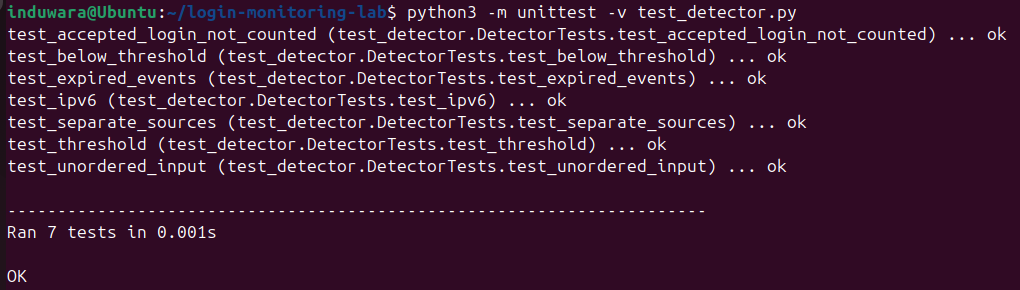 induwara@Ubuntu:~/login-monitoring-lab$ python3 -m unittest -v test_detector.py
test_accepted_login_not_counted (test_detector.DetectorTests.test_accepted_login_not_counted) ... ok
test_below_threshold (test_detector.DetectorTests.test_below_threshold) ... ok
test_expired_events (test_detector.DetectorTests.test_expired_events) ... ok
test_ipv6 (test_detector.DetectorTests.test_ipv6) ... ok
test_separate_sources (test_detector.DetectorTests.test_separate_sources) ... ok
test_threshold (test_detector.DetectorTests.test_threshold) ... ok
test_unordered_input (test_detector.DetectorTests.test_unordered_input) ... ok
----------------------------------------------------------------------
Ran 7 tests in 0.001s
OK